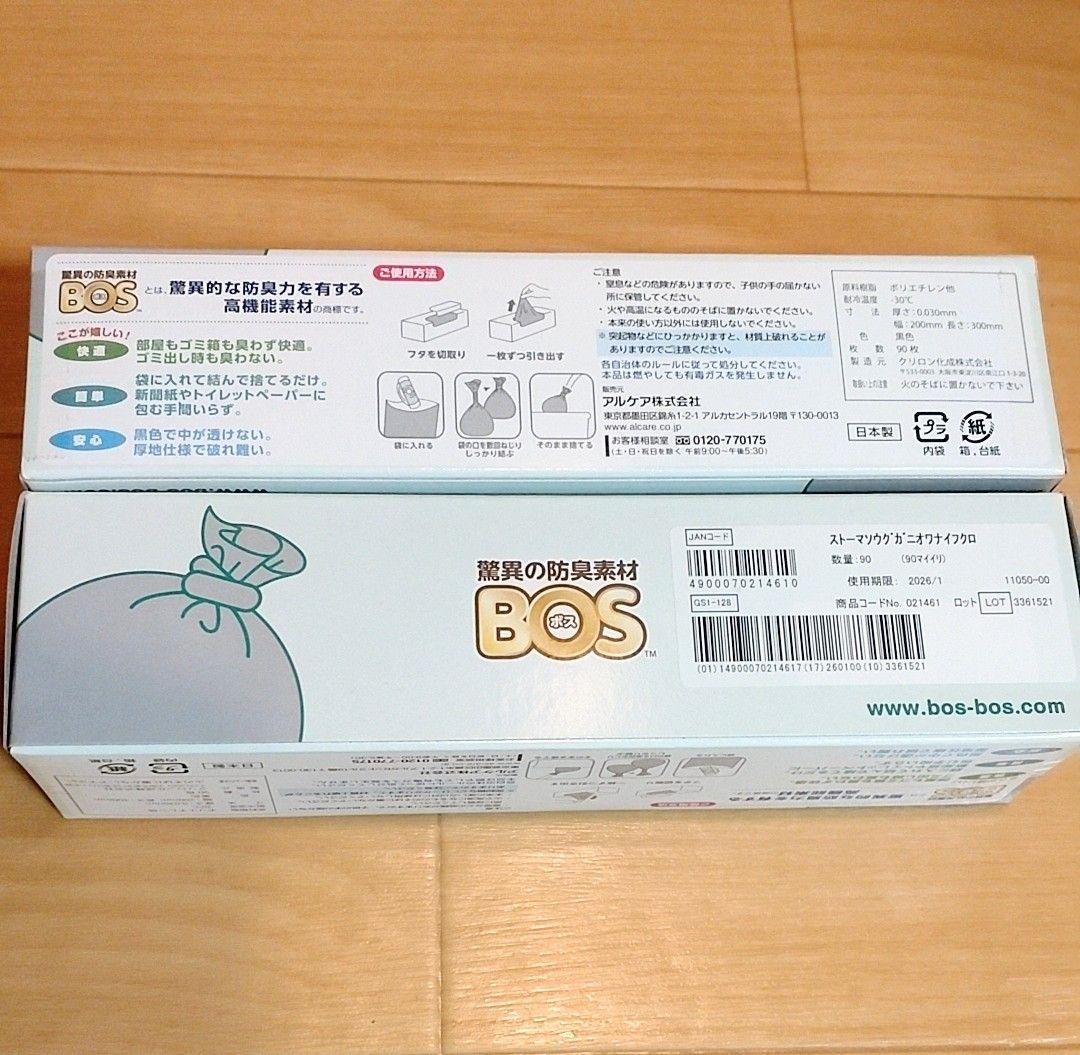 驚異の防臭素材
BOS
とは、驚異的な防臭力を有する
高機能素材の商標です。
ここが嬉しい!
快適
部屋もゴミ箱も臭わず快適。
ゴミ出し時も臭わない。
簡単
袋に入れて結んで捨てるだけ。
新聞紙やトイレットペーパーに
包む手間いらず。
安心
黒色で中が透けない。
厚地仕様で破れ難い。
ご使用方法
フタを切取り
一枚ずつ引き出す
袋に入れる
袋の口を数回ねじり
しっかり結ぶ
そのまま捨てる
ご注意
・窒息などの危険がありますので、子供の手の届かない
所に保管してください。
・火や高温になるもののそばに置かないでください。
・本来の使い方以外には使用しないでください。
※突起物などにひっかかりますと、材質上破れることが
ありますのでご注意ください。
各自治体のルールに従って処分してください。
本品は燃やしても有毒ガスを発生しません。
販売元
アルケア株式会社
東京都墨田区錦糸1-2-1 アルカセントラル19階 〒130-0013
www.alcare.co.jp
お客様相談室 0120-770175
(土・日・祝日を除く 午前9:00~午後5:30)
原料樹脂 ポリエチレン他
耐冷温度 -30℃
寸法 厚さ:0.030mm
幅:200mm 長さ:300mm
色 黒色
枚数 90枚
製造元 クリロン化成株式会社
〒533-0003 大阪市東淀川区南江口1-3-20
取扱い上の注意 火のそばに置かないで下さい
日本製
プラ
内袋
紙
箱,台紙
驚異の防臭素材
BOS
ボス
TM
JANコード
4900070214610
ストーマソウグガニオワナイフクロ
数量:90 (90マイイリ)
使用期限: 2026/1 11050-00
GS1-128
商品コードNo. 021461 ロット LOT 3361521
(01)14900070214617(17)260100(10)3361521
www.bos-bos.com